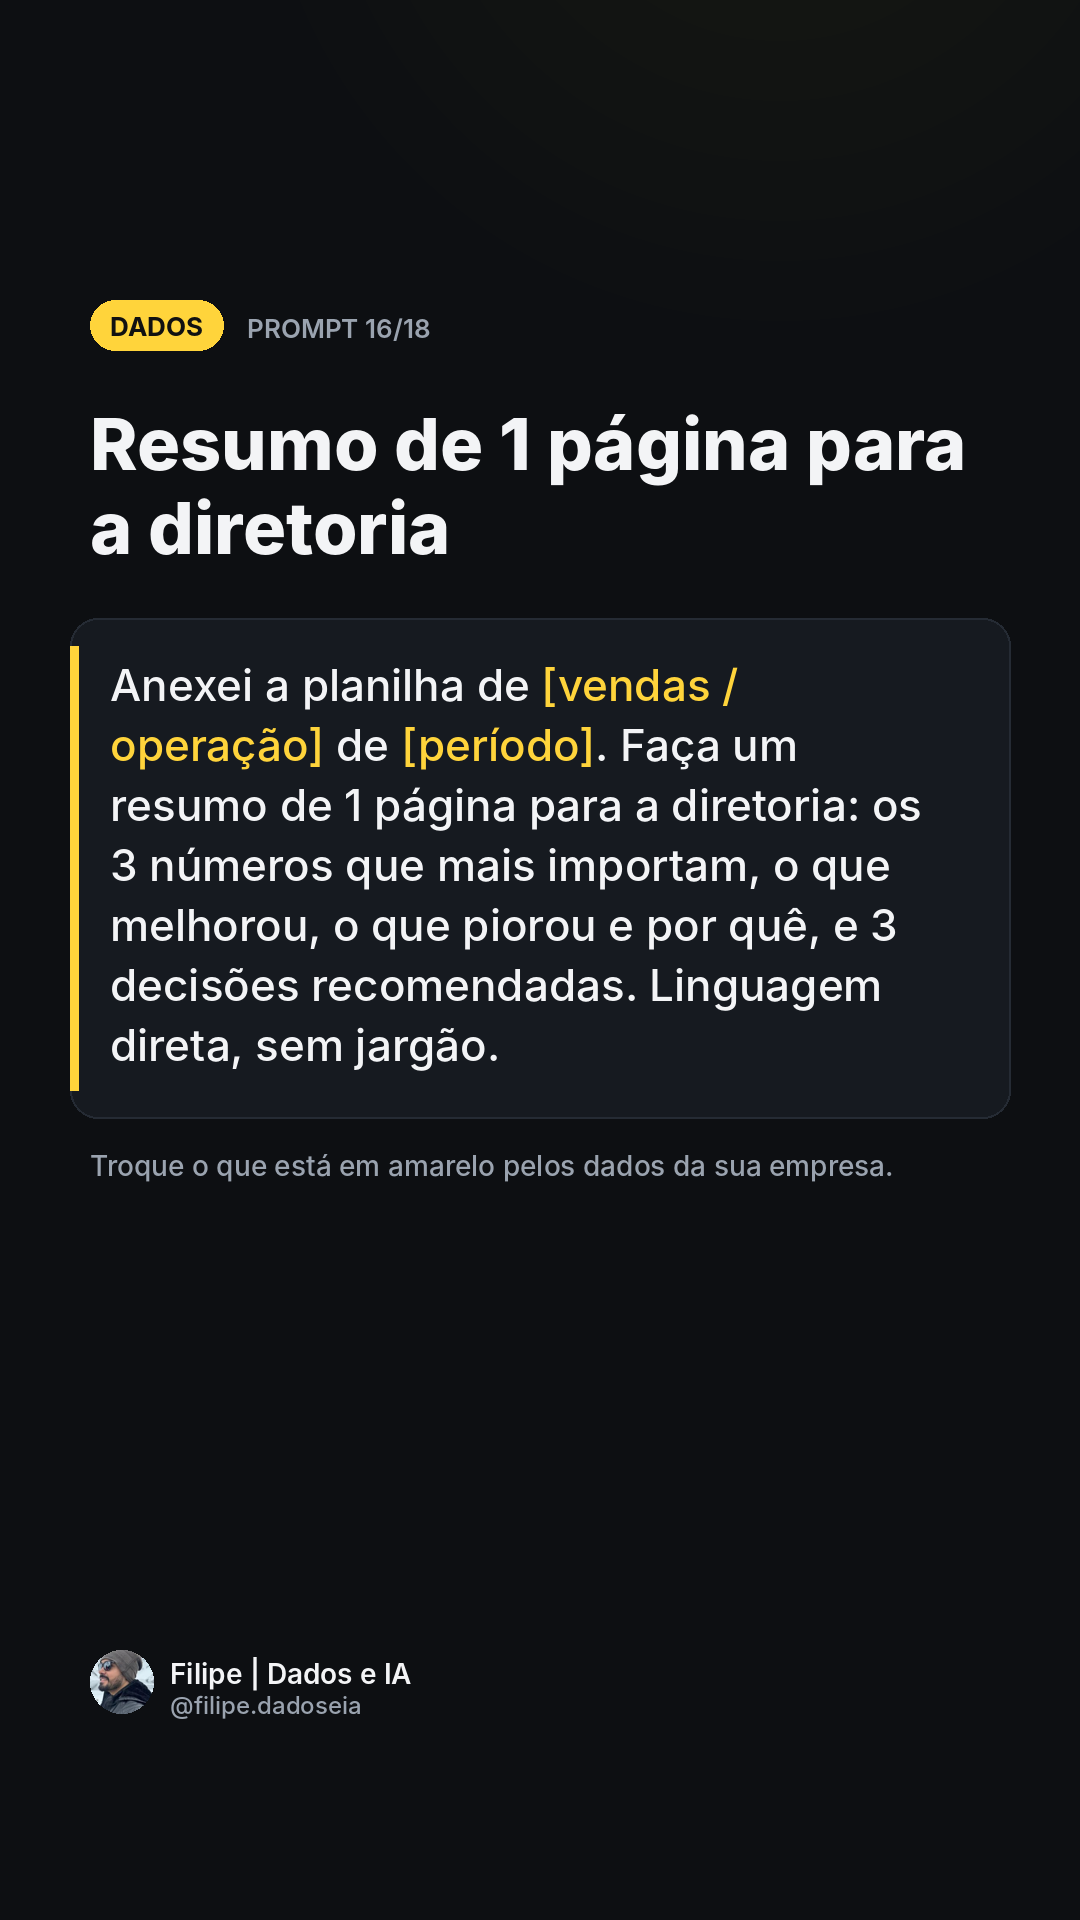 DADOS PROMPT 16/18
Resumo de 1 página para
a diretoria
Anexei a planilha de [vendas /
operação] de [período]. Faça um
resumo de 1 página para a diretoria: os
3 números que mais importam, o que
melhorou, o que piorou e por quê, e 3
decisões recomendadas. Linguagem
direta, sem jargão.
Troque o que está em amarelo pelos dados da sua empresa.
Filipe | Dados e IA
@filipe.dadoseia